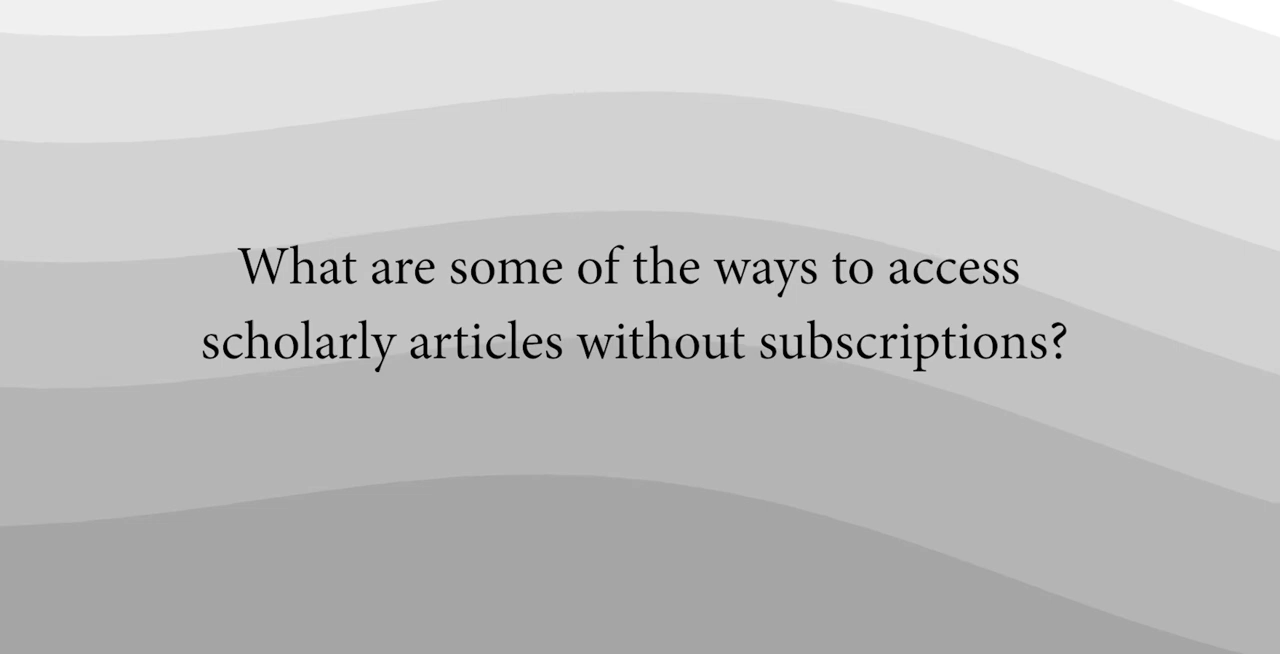 What are some of the ways to access
scholarly articles without subscriptions?